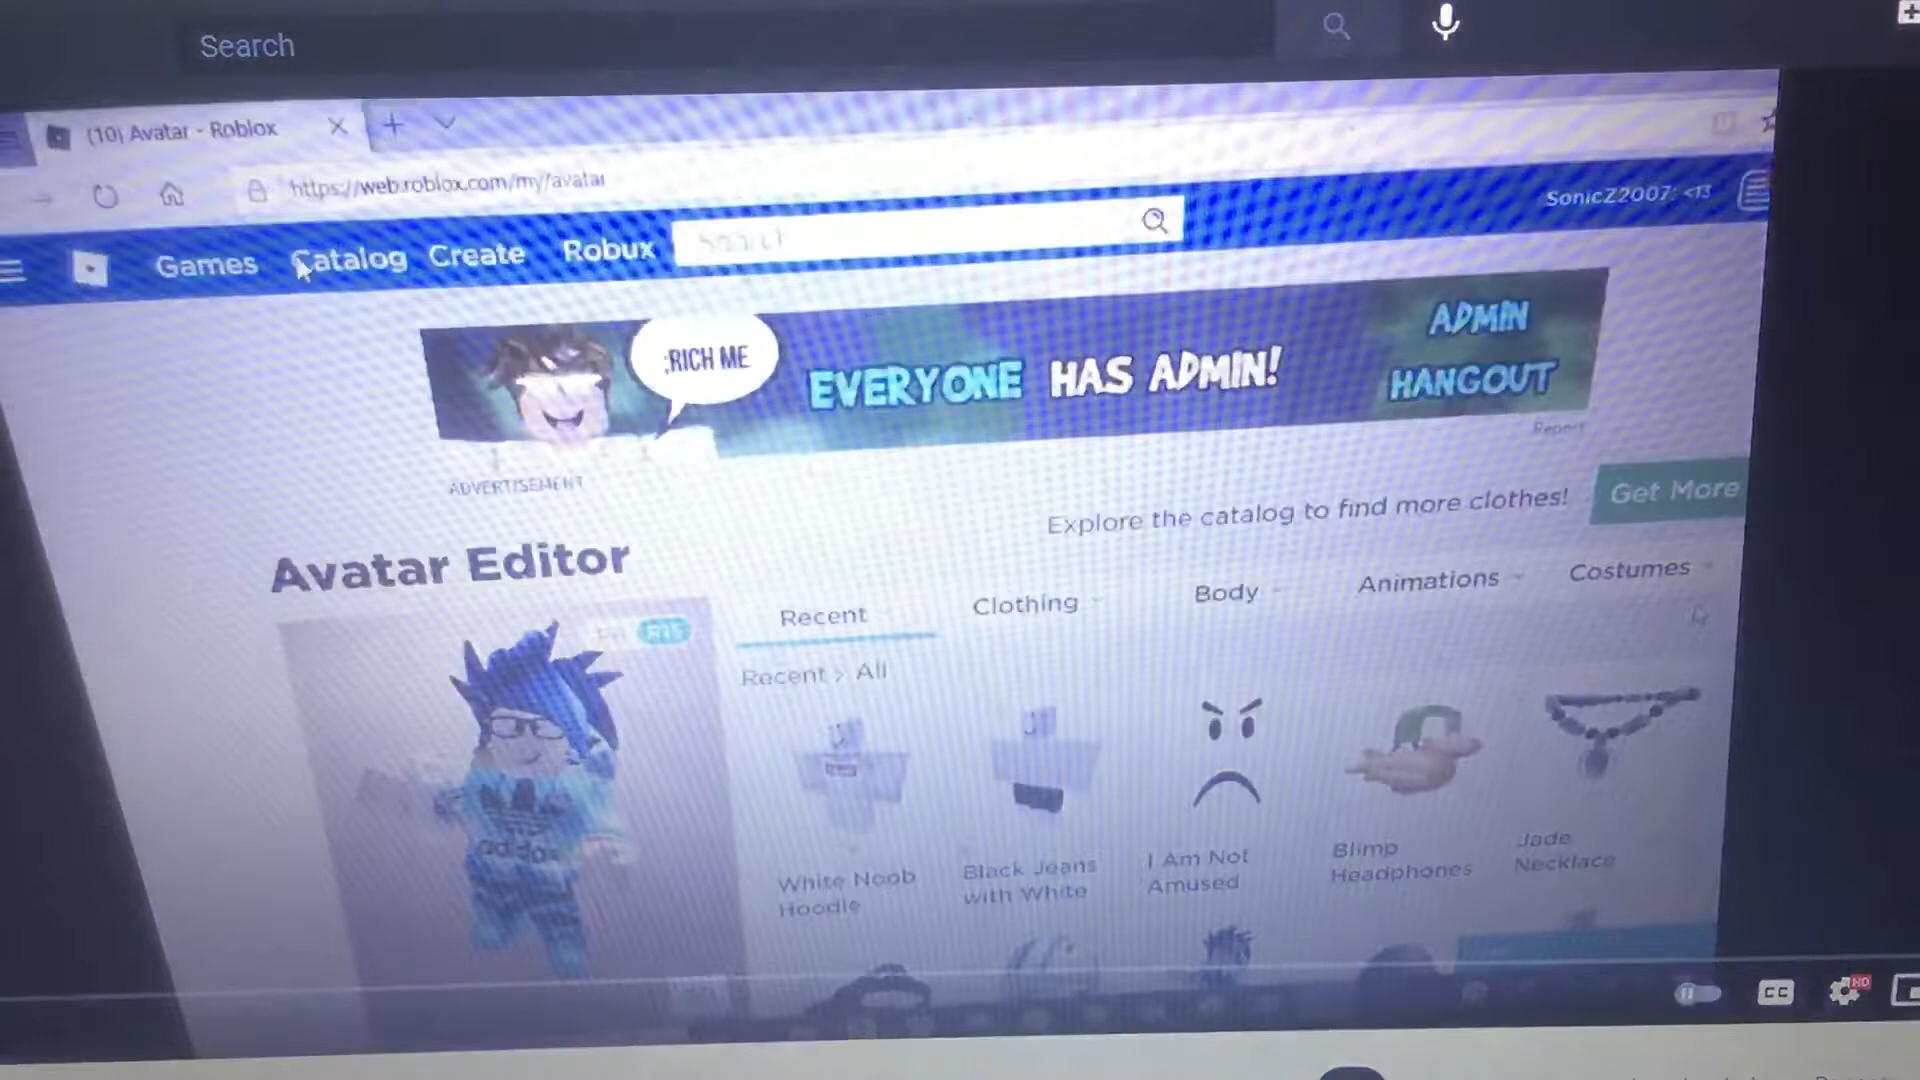 Search
(10) Avatar - Roblox
https://web.roblox.com/my/avatar
SonicZ2007: <13
Games Catalog Create Robux
;RICH ME
EVERYONE HAS ADMIN!
ADMIN
HANGOUT
Report
ADVERTISEMENT
Explore the catalog to find more clothes!
Get More
Avatar Editor
R15
Recent Clothing Body Animations Costumes
Recent > All
adidas
White Noob
Hoodie
Black Jeans
with White
I Am Not
Amused
Blimp
Headphones
Jade
Necklace
CC
HD